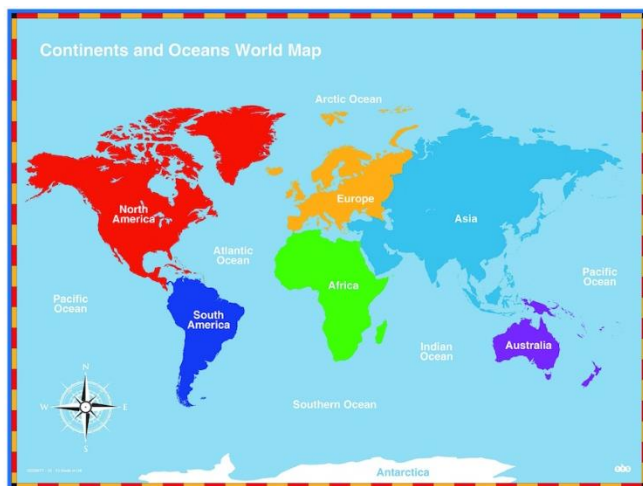 Continents and Oceans World Map
Arctic Ocean
North
America
Europe
Asia
Atlantic
Ocean
Africa
Pacific
Ocean
Pacific
Ocean
South
America
Indian
Ocean
Australia
N
W
E
S
Southern Ocean
Antarctica